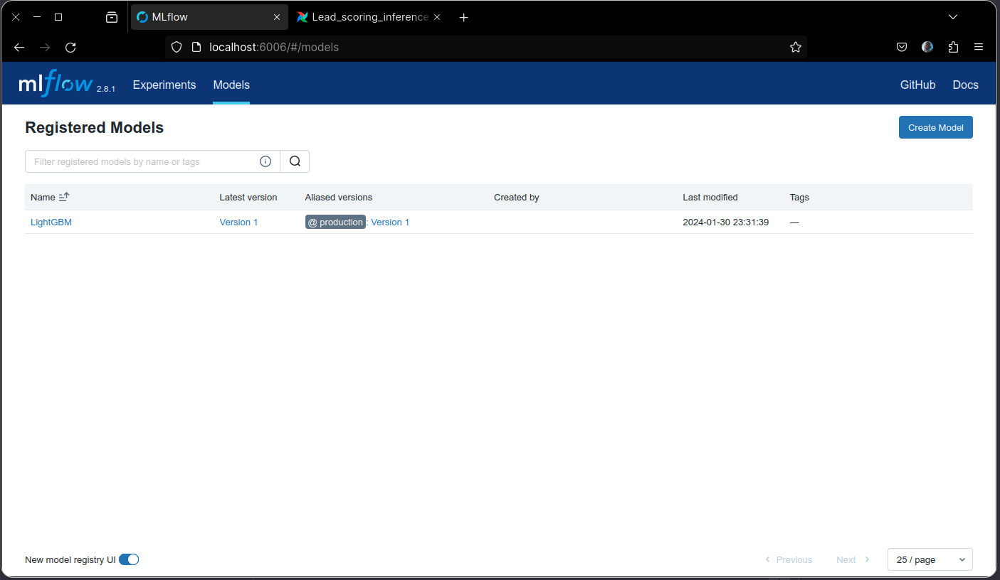 MLflow
Lead_scoring_inference
localhost:6006/#/models
mlflow 2.8.1 Experiments Models GitHub Docs
Registered Models
Create Model
Filter registered models by name or tags
Name Latest version Aliased versions Created by Last modified Tags
LightGBM Version 1 @ production : Version 1 2024-01-30 23:31:39 —
New model registry UI
Previous Next 25 / page